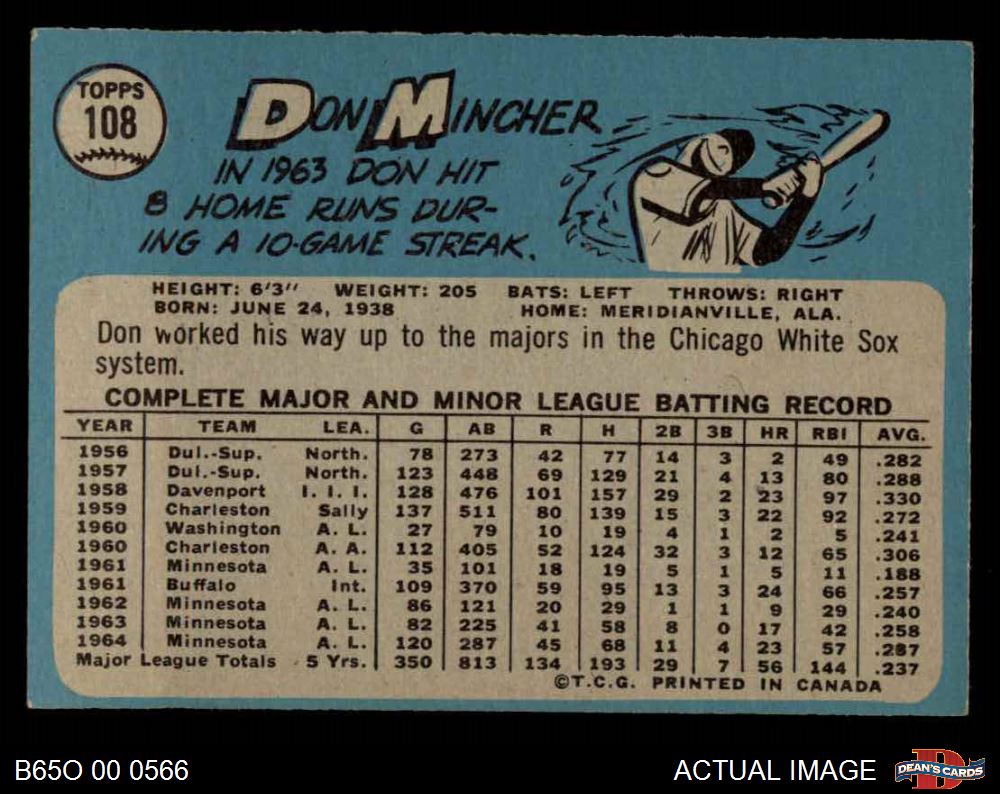 TOPPS
108
DON MINCHER
IN 1963 DON HIT
8 HOME RUNS DUR-
ING A 10-GAME STREAK.
HEIGHT: 6'3" WEIGHT: 205 BATS: LEFT THROWS: RIGHT
BORN: JUNE 24, 1938 HOME: MERIDIANVILLE, ALA.
Don worked his way up to the majors in the Chicago White Sox
system.
COMPLETE MAJOR AND MINOR LEAGUE BATTING RECORD
YEAR TEAM LEA. G AB R H 2B 3B HR RBI AVG.
1956 Dul.-Sup. North. 78 273 42 77 14 3 2 49 .282
1957 Dul.-Sup. North. 123 448 69 129 21 4 13 80 .288
1958 Davenport I. I. I. 128 476 101 157 29 2 23 97 .330
1959 Charleston Sally 137 511 80 139 15 3 22 92 .272
1960 Washington A. L. 27 79 10 19 4 1 2 5 .241
1960 Charleston A. A. 112 405 52 124 32 3 12 65 .306
1961 Minnesota A. L. 35 101 18 19 5 1 5 11 .188
1961 Buffalo Int. 109 370 59 95 13 3 24 66 .257
1962 Minnesota A. L. 86 121 20 29 1 1 9 29 .240
1963 Minnesota A. L. 82 225 41 58 8 0 17 42 .258
1964 Minnesota A. L. 120 287 45 68 11 4 23 57 .287
Major League Totals 5 Yrs. 350 813 134 193 29 7 56 144 .237
©T.C.G. PRINTED IN CANADA
B65O 00 0566
ACTUAL IMAGE
DEAN'S CARDS